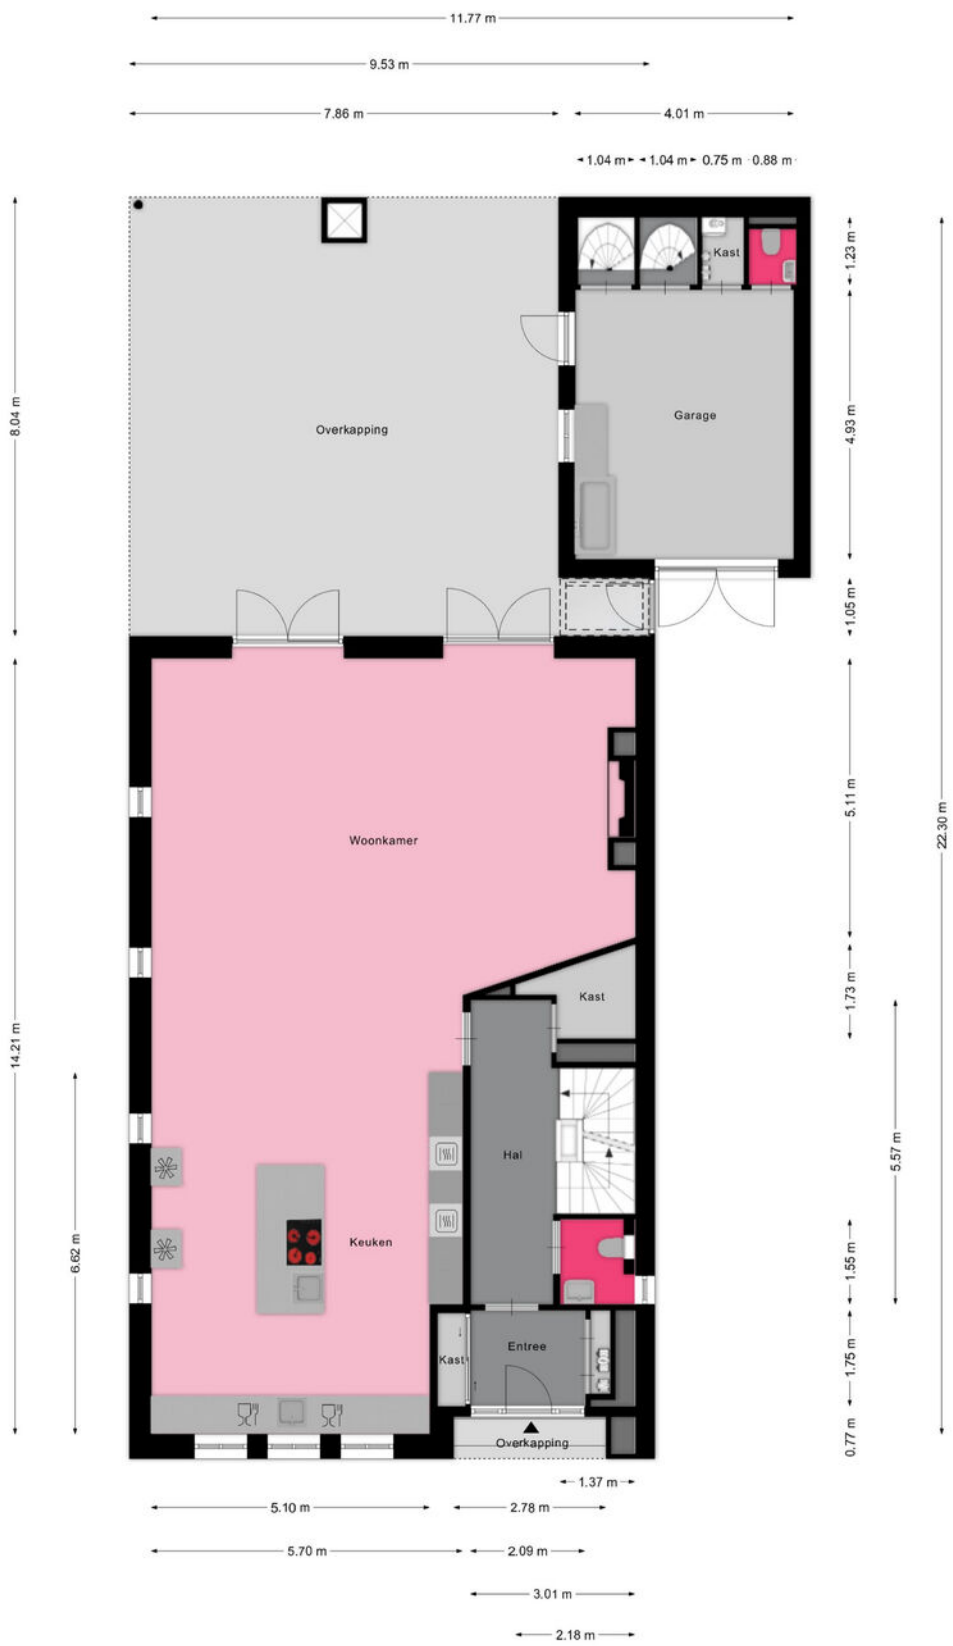 11.77 m
9.53 m
7.86 m
4.01 m
1.04 m
1.04 m
0.75 m
0.88 m
Kast
1.23 m
8.04 m
Overkapping
Garage
4.93 m
1.05 m
22.30 m
Woonkamer
5.11 m
Kast
1.73 m
14.21 m
Hal
5.57 m
Keuken
6.62 m
1.55 m
Entree
Kast
1.75 m
Overkapping
0.77 m
1.37 m
5.10 m
2.78 m
5.70 m
2.09 m
3.01 m
2.18 m